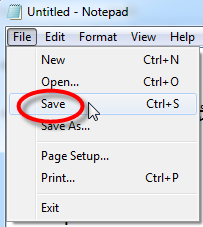 Untitled - Notepad
File Edit Format View Help
New Ctrl+N
Open... Ctrl+O
Save Ctrl+S
Save As...
Page Setup...
Print... Ctrl+P
Exit